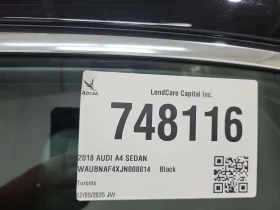 ADESA
LendCare Capital Inc.
748116
2018 AUDI A4 SEDAN
WAUBNAF4XJN008814 Black
Toronto
12/05/2025 JW